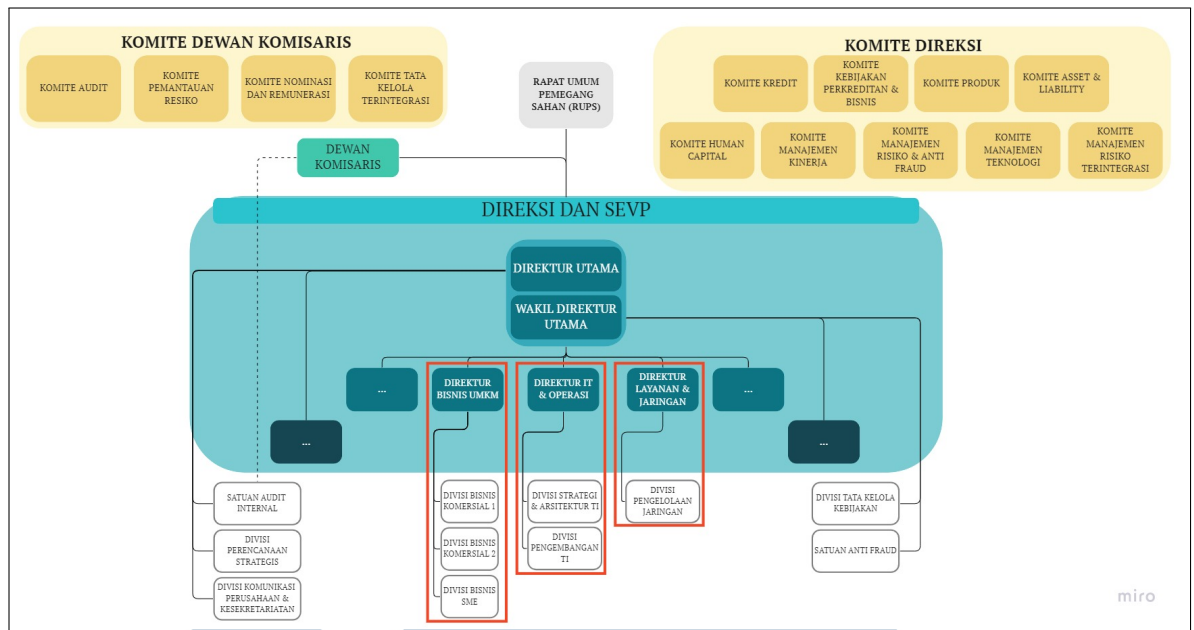 KOMITE DEWAN KOMISARIS
KOMITE AUDIT
KOMITE
PEMANTAUAN
RESIKO
KOMITE NOMINASI
DAN REMUNERASI
KOMITE TATA
KELOLA
TERINTEGRASI
RAPAT UMUM
PEMEGANG
SAHAN (RUPS)
KOMITE DIREKSI
KOMITE KREDIT
KOMITE
KEBIJAKAN
PERKREDITAN &
BISNIS
KOMITE PRODUK
KOMITE ASSET &
LIABILITY
KOMITE HUMAN
CAPITAL
KOMITE
MANAJEMEN
KINERJA
KOMITE
MANAJEMEN
RISIKO & ANTI
FRAUD
KOMITE
MANAJEMEN
TEKNOLOGI
KOMITE
MANAJEMEN
RISIKO
TERINTEGRASI
DEWAN
KOMISARIS
DIREKSI DAN SEVP
DIREKTUR UTAMA
WAKIL DIREKTUR
UTAMA
...
DIREKTUR
BISNIS UMKM
DIREKTUR IT
& OPERASI
DIREKTUR
LAYANAN &
JARINGAN
...
...
...
SATUAN AUDIT
INTERNAL
DIVISI
PERENCANAAN
STRATEGIS
DIVISI KOMUNIKASI
PERUSAHAAN &
KESEKRETARIATAN
DIVISI BISNIS
KOMERSIAL 1
DIVISI BISNIS
KOMERSIAL 2
DIVISI BISNIS
SME
DIVISI STRATEGI
& ARSITEKTUR TI
DIVISI
PENGEMBANGAN
TI
DIVISI
PENGELOLAAN
JARINGAN
DIVISI TATA KELOLA
KEBIJAKAN
SATUAN ANTI FRAUD
miro